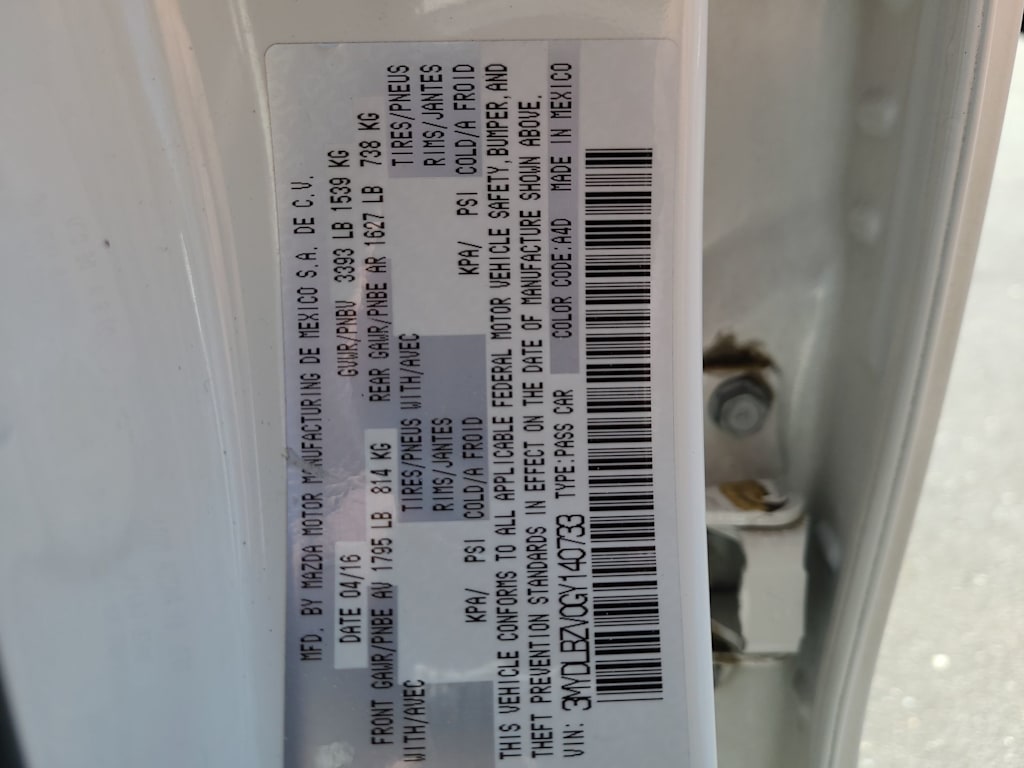 MFD. BY MAZDA MOTOR MANUFACTURING DE MEXICO S.A. DE C.V.
DATE 04/16 GVWR/PNBV 3393 LB 1539 KG
FRONT GAWR/PNBE AV 1795 LB 814 KG REAR GAWR/PNBE AR 1627 LB 738 KG
WITH/AVEC TIRES/PNEUS WITH/AVEC TIRES/PNEUS
RIMS/JANTES RIMS/JANTES
KPA/ PSI COLD/A FROID KPA/ PSI COLD/A FROID
THIS VEHICLE CONFORMS TO ALL APPLICABLE FEDERAL MOTOR VEHICLE SAFETY, BUMPER, AND
THEFT PREVENTION STANDARDS IN EFFECT ON THE DATE OF MANUFACTURE SHOWN ABOVE.
VIN: 3MYDLBZV0GY140733 TYPE:PASS CAR COLOR CODE:A4D MADE IN MEXICO